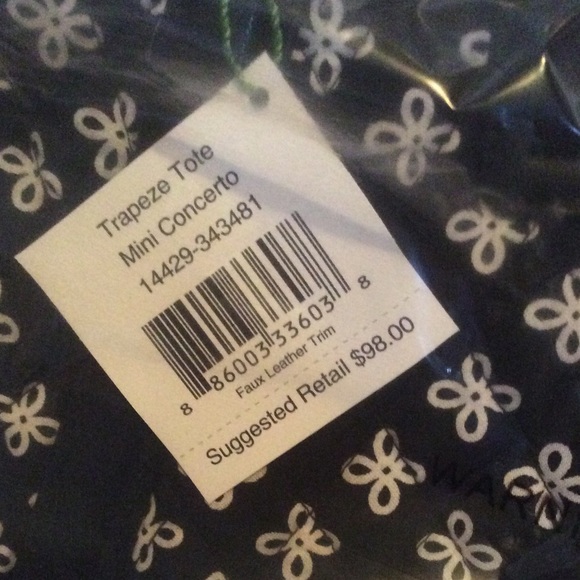 Trapeze Tote
Mini Concerto
14429-343481
8 86003 33603 8
Faux Leather Trim
Suggested Retail $98.00